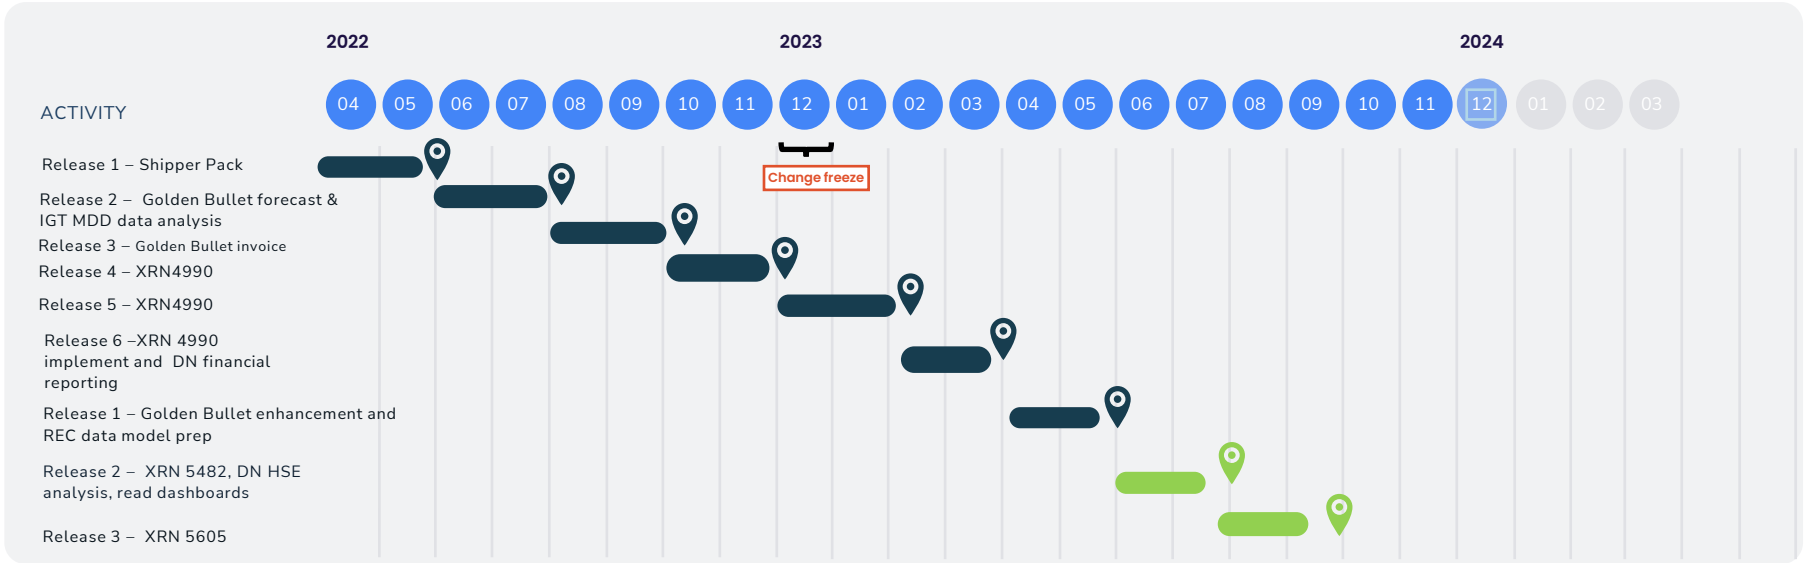 2022
2023
2024
ACTIVITY
04 05 06 07 08 09 10 11 12 01 02 03 04 05 06 07 08 09 10 11 12 01 02 03
Change freeze
Release 1 – Shipper Pack
Release 2 –  Golden Bullet forecast &
IGT MDD data analysis
Release 3 – Golden Bullet invoice
Release 4 – XRN4990
Release 5 – XRN4990
Release 6 –XRN 4990
implement and  DN financial
reporting
Release 1 – Golden Bullet enhancement and
REC data model prep
Release 2 –  XRN 5482, DN HSE
analysis, read dashboards
Release 3 –  XRN 5605